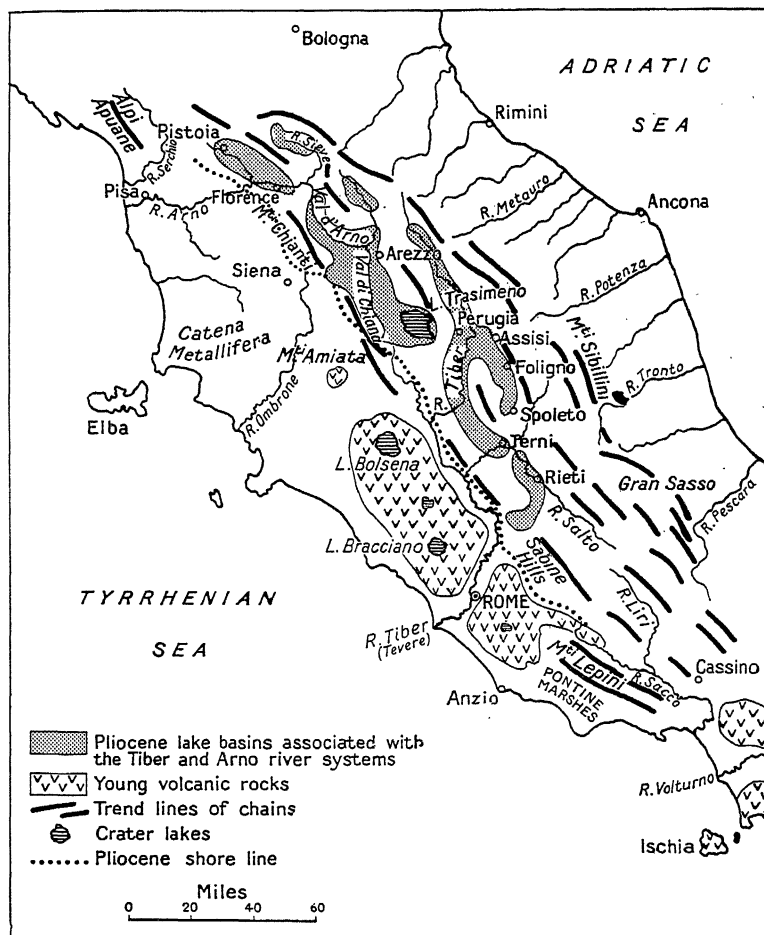 Bologna
ADRIATIC
SEA
Alpi
Apuane
Pistoia
R. Serchio
R. Sieve
Rimini
Pisa
Florence
R. Arno
Val d'Arno
R. Metauro
Ancona
Mti Chianti
Siena
Arezzo
Val di Chiana
L. Trasimeno
Perugia
R. Potenza
Assisi
Catena
Metallifera
Mti Sibillini
Foligno
Mt. Amiata
R. Tiber
R. Tronto
Elba
R. Ombrone
Spoleto
Terni
L. Bolsena
Rieti
Gran Sasso
R. Pescara
R. Salto
L. Bracciano
Sabine
Hills
TYRRHENIAN
SEA
ROME
R. Liri
R. Tiber
(Tevere)
Cassino
Mti Lepini
R. Sacco
Anzio
PONTINE
MARSHES
Pliocene lake basins associated with
the Tiber and Arno river systems
Young volcanic rocks
R. Volturno
Trend lines of chains
Crater lakes
Ischia
Pliocene shore line
Miles
0 20 40 60